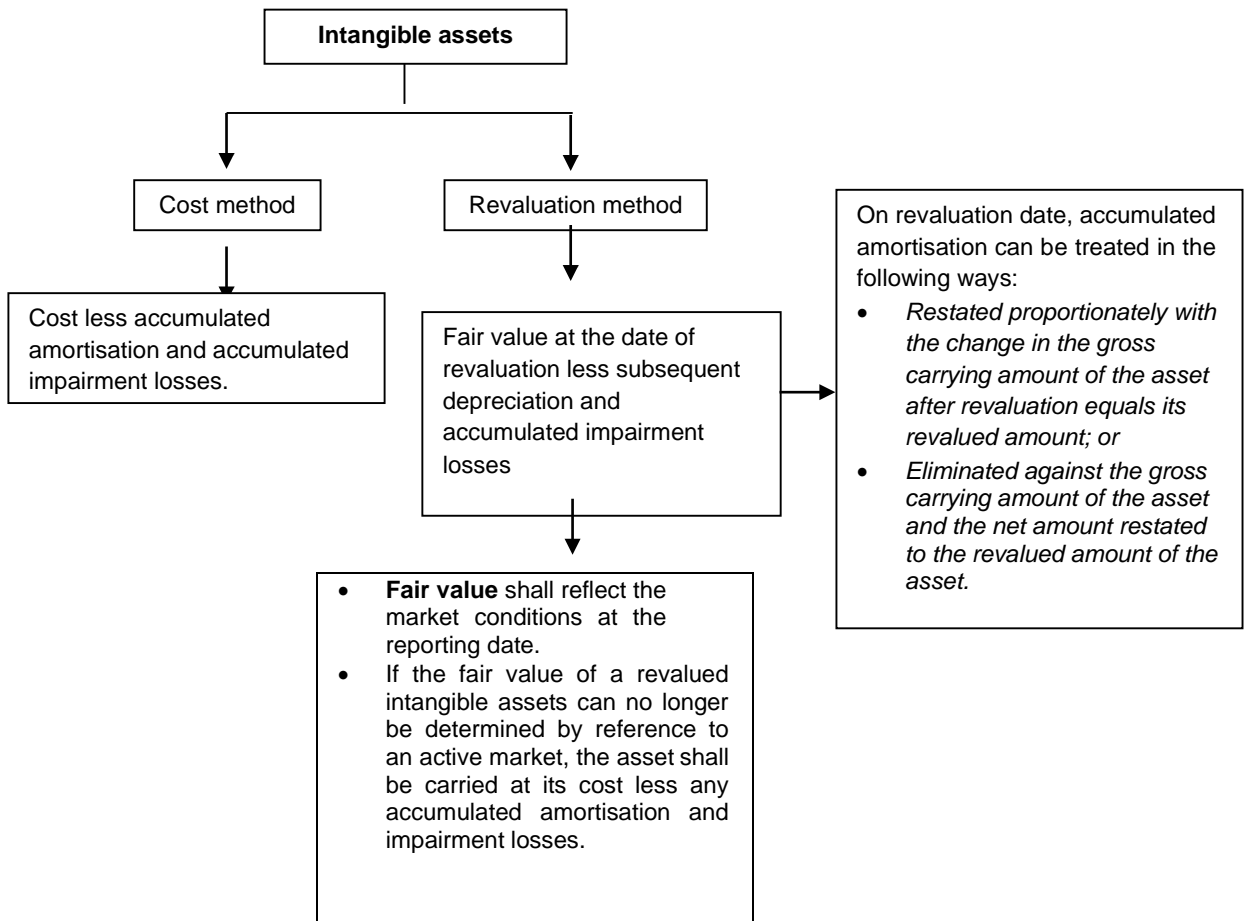 Intangible assets
Cost method
Revaluation method
Cost less accumulated
amortisation and accumulated
impairment losses.
Fair value at the date of
revaluation less subsequent
depreciation and
accumulated impairment
losses
On revaluation date, accumulated
amortisation can be treated in the
following ways:
• Restated proportionately with
the change in the gross
carrying amount of the asset
after revaluation equals its
revalued amount; or
• Eliminated against the gross
carrying amount of the asset
and the net amount restated
to the revalued amount of the
asset.
• Fair value shall reflect the
market conditions at the
reporting date.
• If the fair value of a revalued
intangible assets can no longer
be determined by reference to
an active market, the asset shall
be carried at its cost less any
accumulated amortisation and
impairment losses.